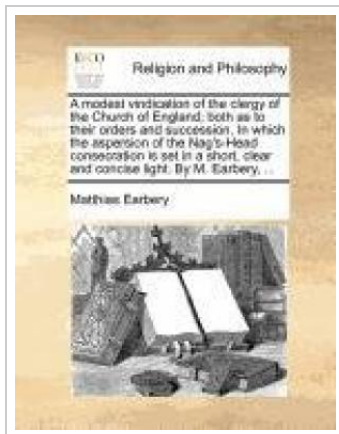 ECCO
Religion and Philosophy
A modest vindication of the clergy of
the Church of England; both as to
their orders and succession. In which
the aspersion of the Nag's-Head
consecration is set in a short, clear
and concise light. By M. Earbery, ...
Matthias Earbery